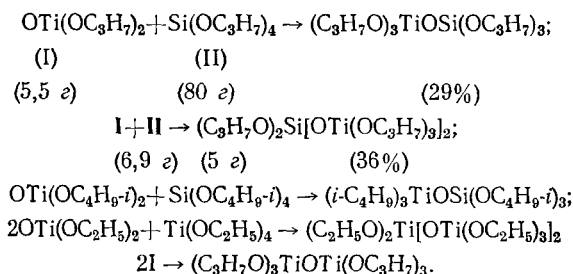 OTi(OC₃H₇)₂+Si(OC₃H₇)₄ → (C₃H₇O)₃TiOSi(OC₃H₇)₃;
(I) (II)
(5,5 г) (80 г) (29%)
I+II → (C₃H₇O)₂Si[OTi(OC₃H₇)₃]₂;
(6,9 г) (5 г) (36%)
OTi(OC₄H₉-i)₂+Si(OC₄H₉-i)₄ → (i-C₄H₉)₃TiOSi(OC₄H₉-i)₃;
2OTi(OC₂H₅)₂+Ti(OC₂H₅)₄ → (C₂H₅O)₂Ti[OTi(OC₂H₅)₃]₂
2I → (C₃H₇O)₃TiOTi(OC₃H₇)₃.